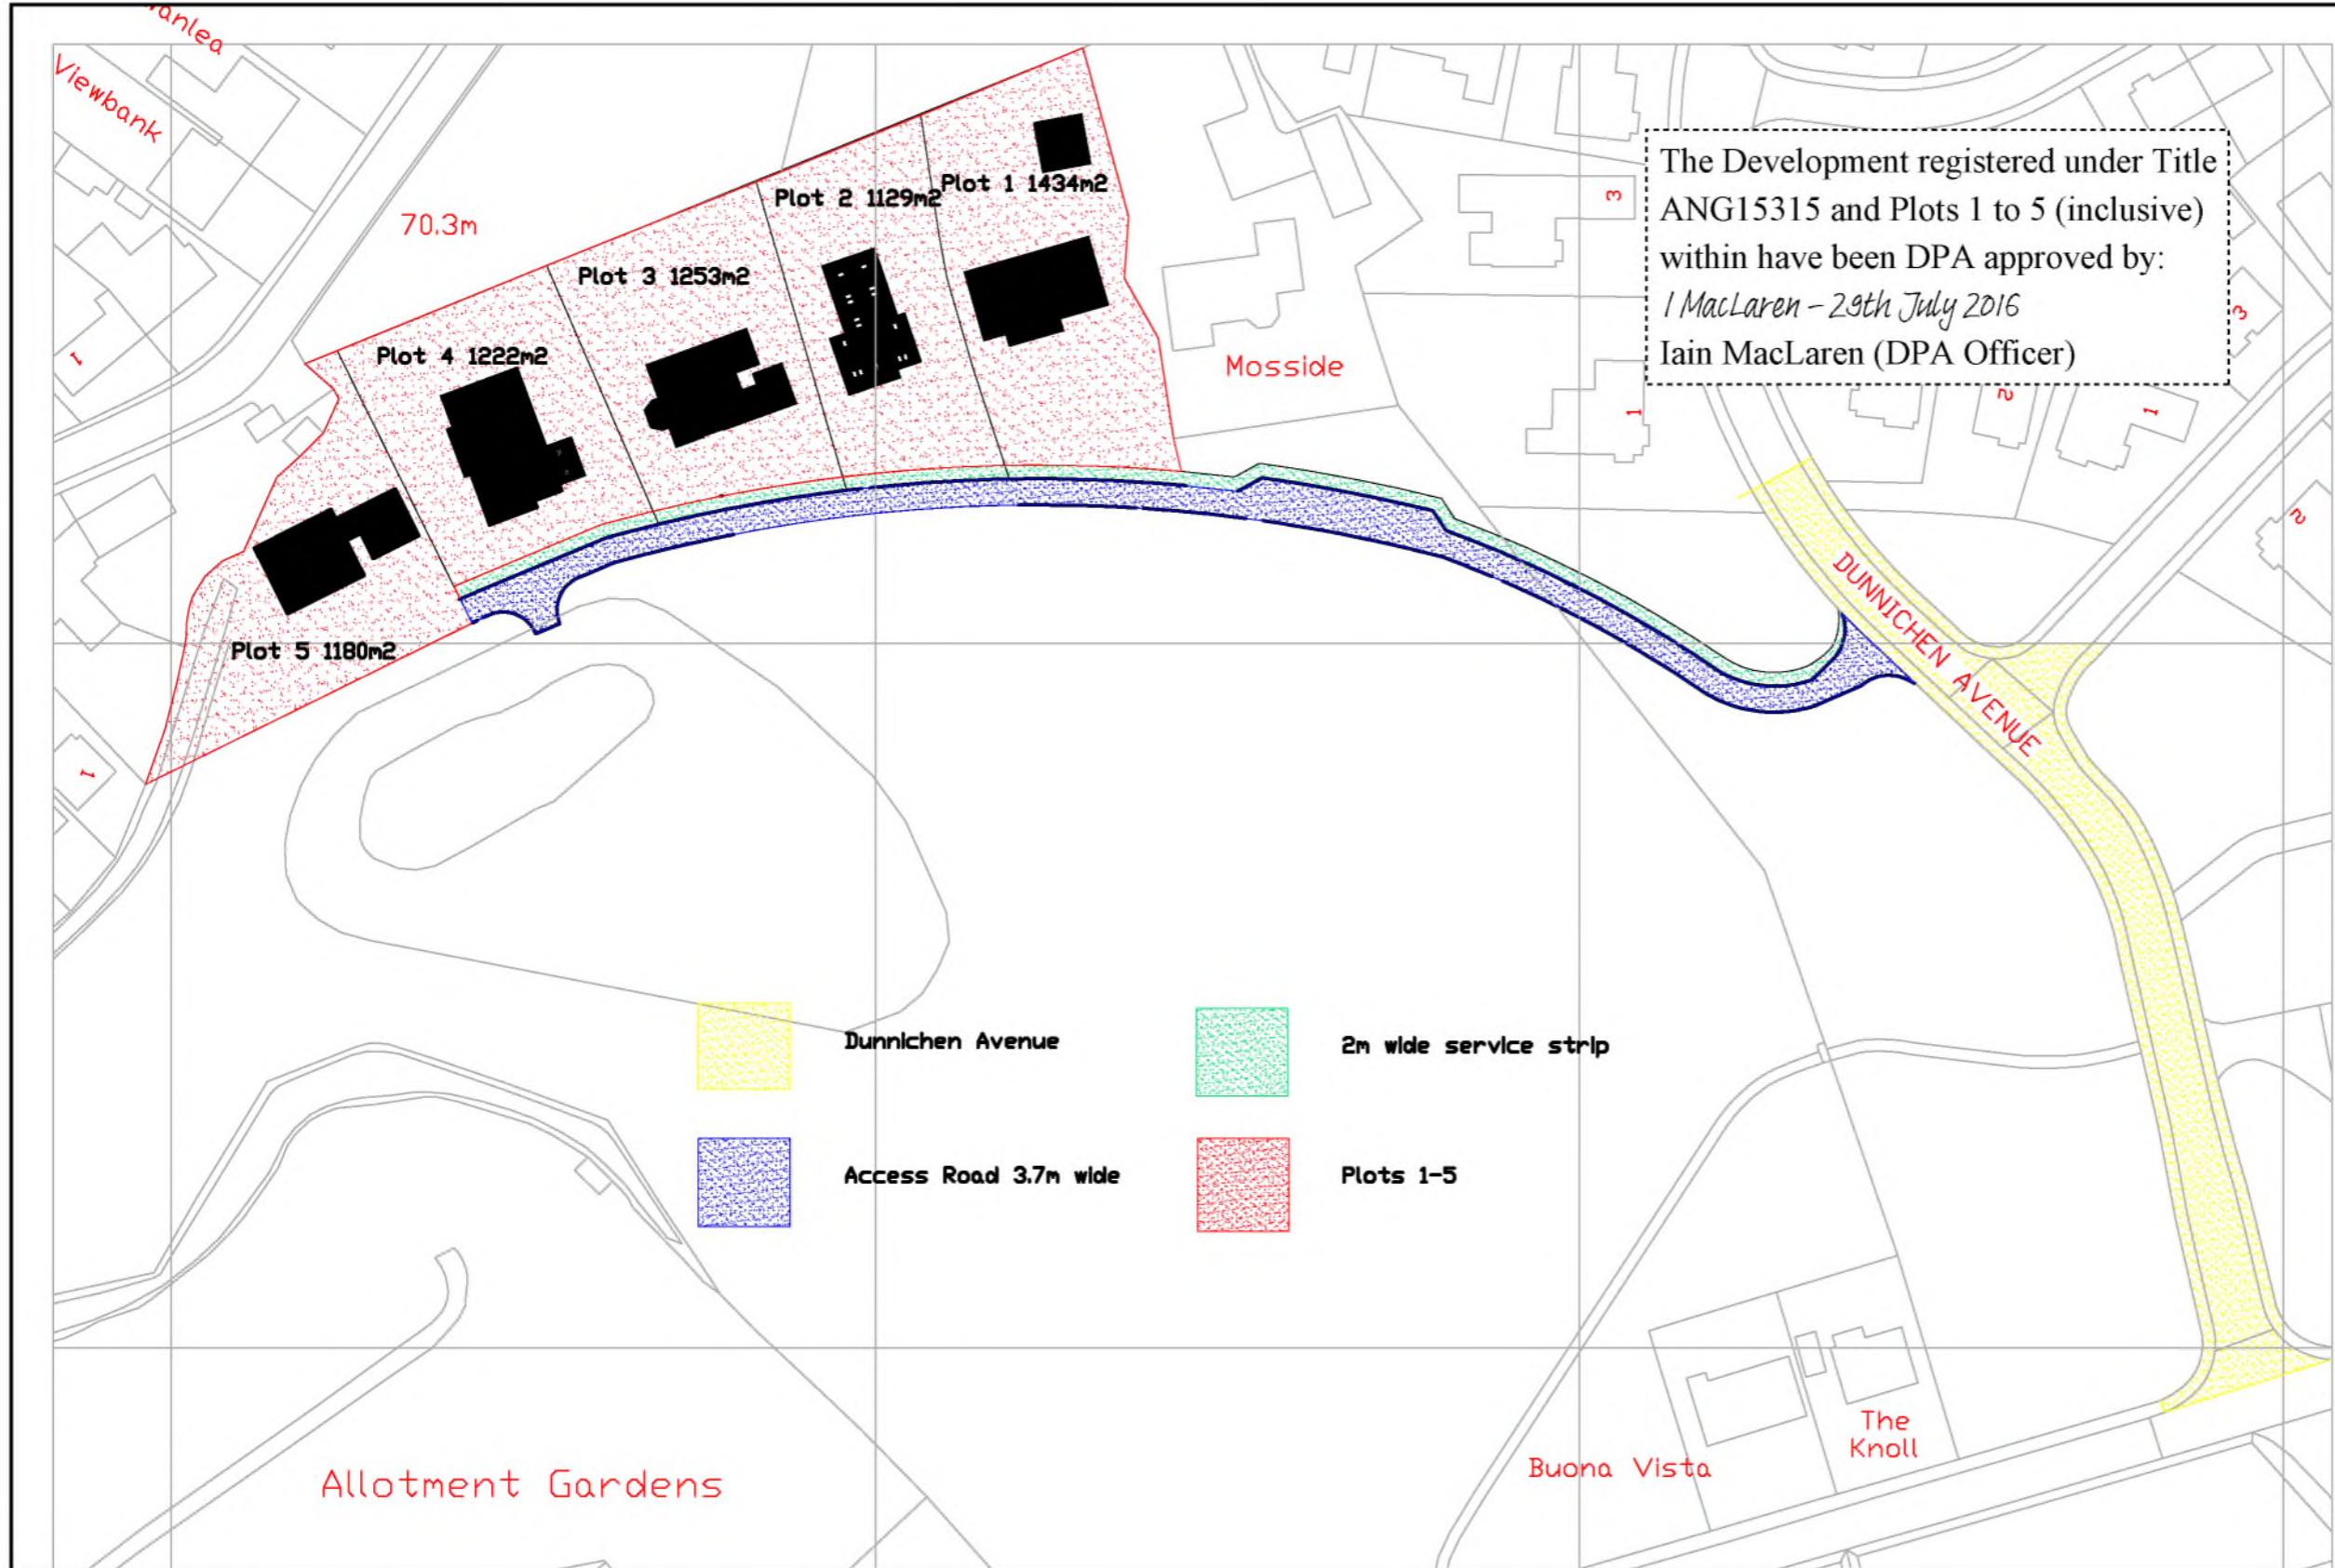 Viewbank
70.3m
Plot 1 1434m2
Plot 2 1129m2
Plot 3 1253m2
Plot 4 1222m2
Plot 5 1180m2
The Development registered under Title
ANG15315 and Plots 1 to 5 (inclusive)
within have been DPA approved by:
I MacLaren - 29th July 2016
Iain MacLaren (DPA Officer)
3
3
1
Mosside
1
2
1
2
DUNNICHEN AVENUE
1
Dunnichen Avenue
2m wide service strip
Access Road 3.7m wide
Plots 1-5
Allotment Gardens
Buona Vista
The
Knoll